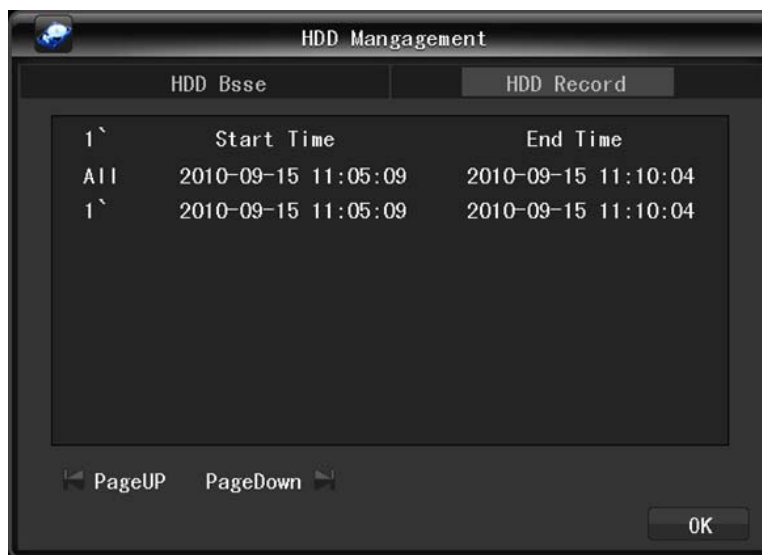 HDD Mangagement
HDD Bsse HDD Record
1` Start Time End Time
All 2010-09-15 11:05:09 2010-09-15 11:10:04
1` 2010-09-15 11:05:09 2010-09-15 11:10:04
PageUP PageDown
OK